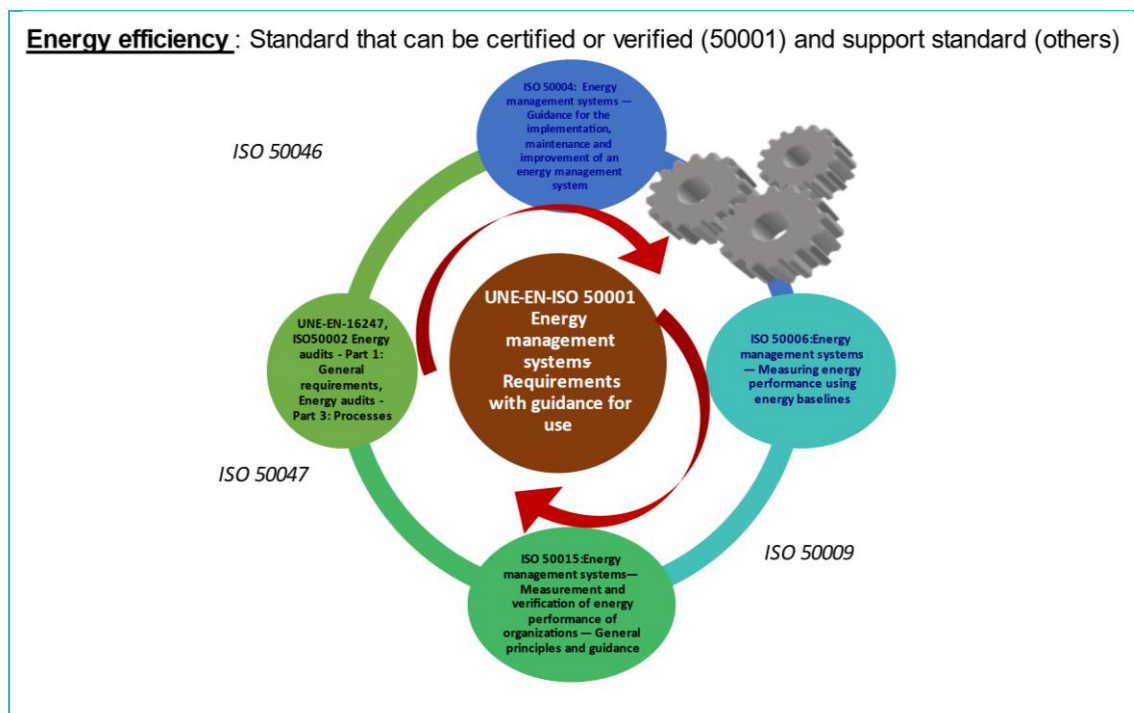 Energy efficiency : Standard that can be certified or verified (50001) and support standard (others)
ISO 50004: Energy
management systems —
Guidance for the
implementation,
maintenance and
improvement of an
energy management
system
ISO 50046
UNE-EN-ISO 50001
Energy
management
systems-
Requirements
with guidance for
use
UNE-EN-16247,
ISO50002 Energy
audits - Part 1:
General
requirements,
Energy audits -
Part 3: Processes
ISO 50006:Energy
management systems
— Measuring energy
performance using
energy baselines
ISO 50047
ISO 50009
ISO 50015:Energy
management systems—
Measurement and
verification of energy
performance of
organizations — General
principles and guidance